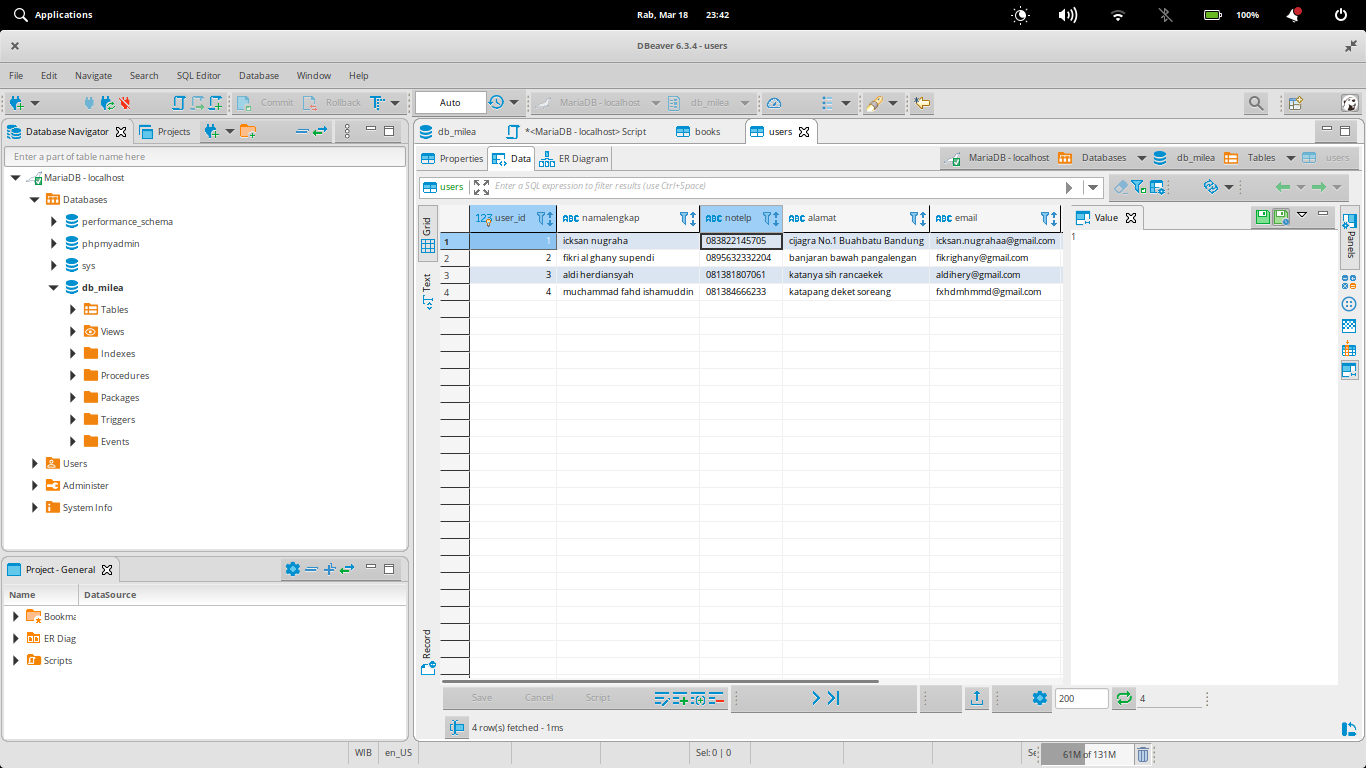 Applications
Rab, Mar 18 23:42
100%
DBeaver 6.3.4 - users
File Edit Navigate Search SQL Editor Database Window Help
Commit Rollback Auto MariaDB - localhost db_milea
Database Navigator Projects
Enter a part of table name here
MariaDB - localhost
Databases
performance_schema
phpmyadmin
sys
db_milea
Tables
Views
Indexes
Procedures
Packages
Triggers
Events
Users
Administer
System Info
Project - General
Name DataSource
Bookma
ER Diag
Scripts
db_milea *<MariaDB - localhost> Script books users
Properties Data ER Diagram MariaDB - localhost Databases db_milea Tables users
users Enter a SQL expression to filter results (use Ctrl+Space)
Grid
Text
Record
123 user_id ABC namalengkap ABC notelp ABC alamat ABC email
1 1 icksan nugraha 083822145705 cijagra No.1 Buahbatu Bandung icksan.nugrahaa@gmail.com
2 2 fikri al ghany supendi 0895632332204 banjaran bawah pangalengan fikrighany@gmail.com
3 3 aldi herdiansyah 081381807061 katanya sih rancaekek aldihery@gmail.com
4 4 muchammad fahd ishamuddin 081384666233 katapang deket soreang fxhdmhmmd@gmail.com
Value
1
Panels
Save Cancel Script 200 4
4 row(s) fetched - 1ms
WIB en_US Sel: 0 | 0 Se 61M of 131M